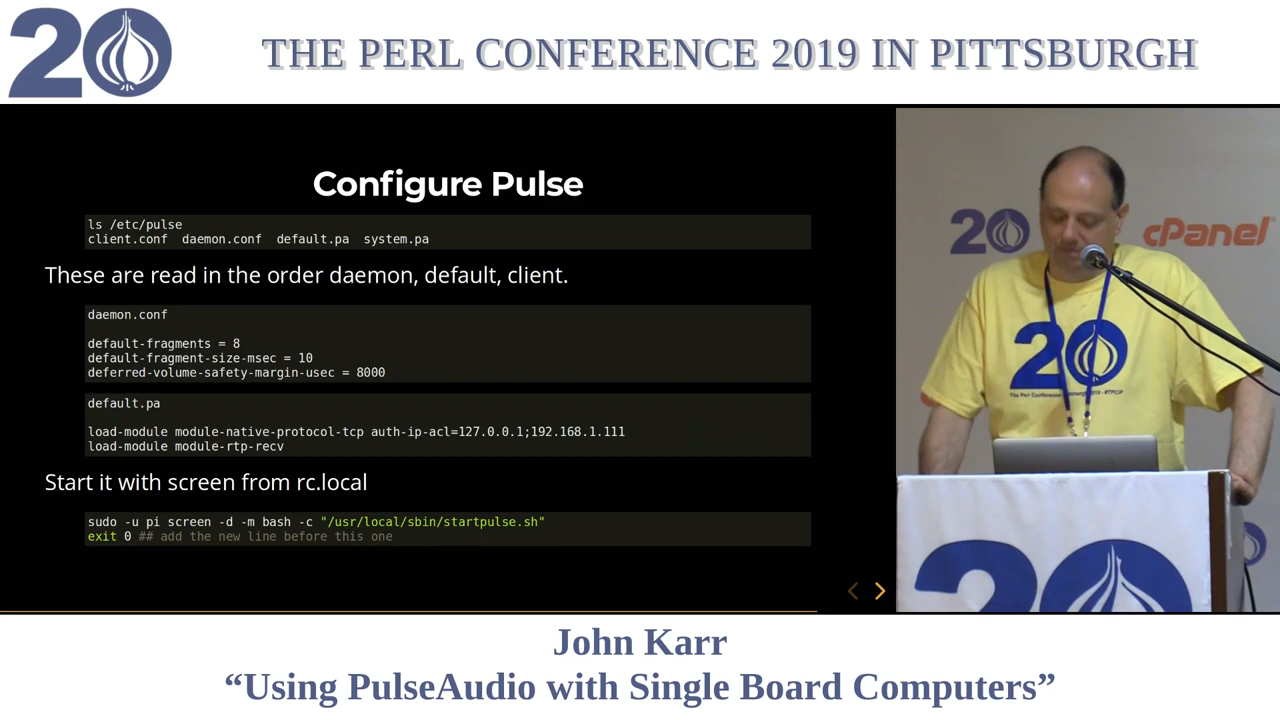 20
THE PERL CONFERENCE 2019 IN PITTSBURGH
Configure Pulse
ls /etc/pulse
client.conf  daemon.conf  default.pa  system.pa
These are read in the order daemon, default, client.
daemon.conf
default-fragments = 8
default-fragment-size-msec = 10
deferred-volume-safety-margin-usec = 8000
default.pa
load-module module-native-protocol-tcp auth-ip-acl=127.0.0.1;192.168.1.111
load-module module-rtp-recv
Start it with screen from rc.local
sudo -u pi screen -d -m bash -c "/usr/local/sbin/startpulse.sh"
exit 0 ## add the new line before this one
20
cPanel
20
The Perl Conference
20
John Karr
“Using PulseAudio with Single Board Computers”